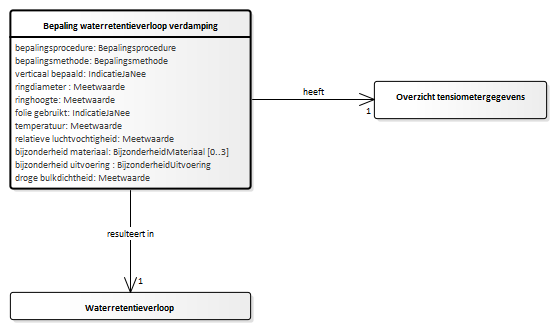 Bepaling waterretentieverloop verdamping
bepalingsprocedure: Bepalingsprocedure
bepalingsmethode: Bepalingsmethode
verticaal bepaald: IndicatieJaNee
ringdiameter : Meetwaarde
ringhoogte: Meetwaarde
folie gebruikt: IndicatieJaNee
temperatuur: Meetwaarde
relatieve luchtvochtigheid: Meetwaarde
bijzonderheid materiaal: BijzonderheidMateriaal [0..3]
bijzonderheid uitvoering : BijzonderheidUitvoering
droge bulkdichtheid: Meetwaarde
heeft
1
Overzicht tensiometergegevens
resulteert in
1
Waterretentieverloop